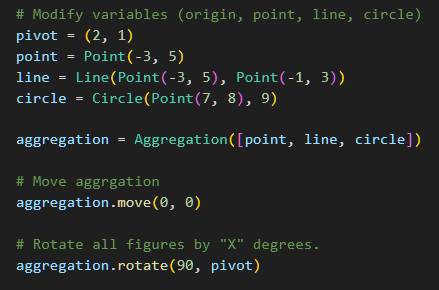 # Modify variables (origin, point, line, circle)
pivot = (2, 1)
point = Point(-3, 5)
line = Line(Point(-3, 5), Point(-1, 3))
circle = Circle(Point(7, 8), 9)
aggregation = Aggregation([point, line, circle])
# Move aggrgation
aggregation.move(0, 0)
# Rotate all figures by "X" degrees.
aggregation.rotate(90, pivot)